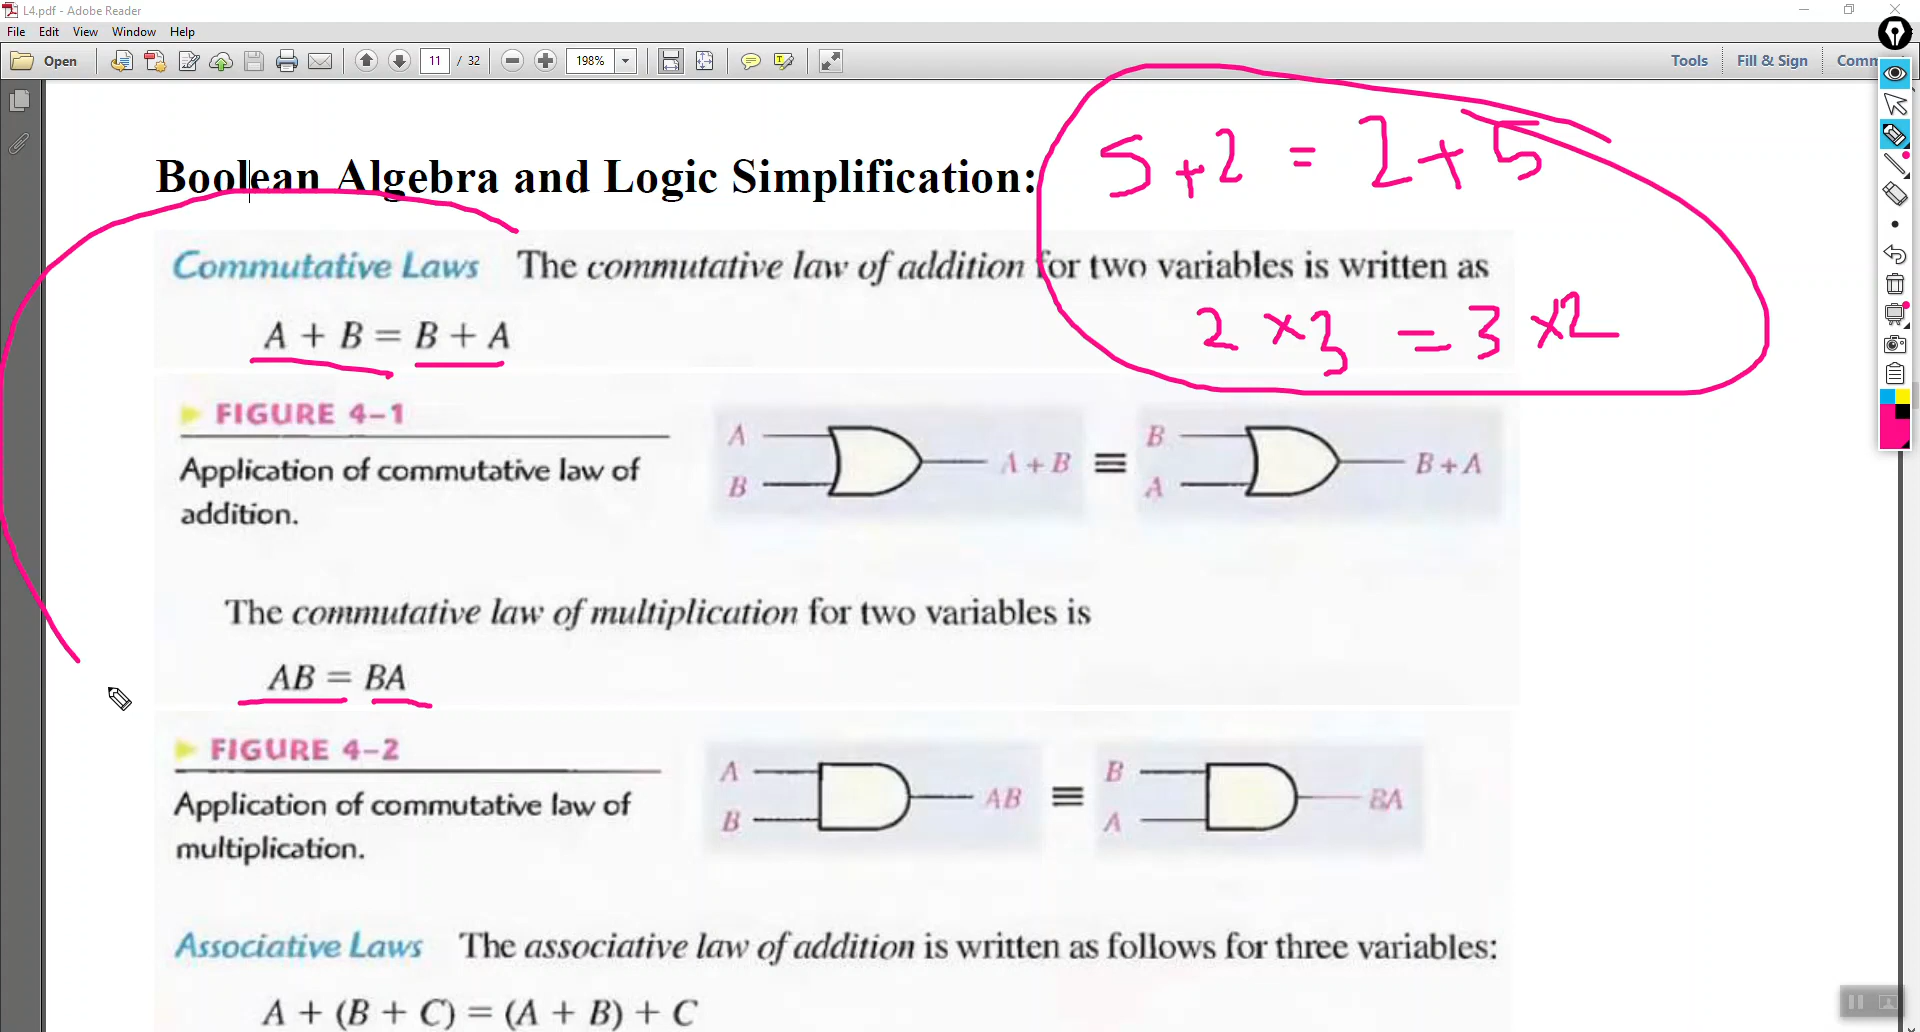 L4.pdf - Adobe Reader
File Edit View Window Help
Open 11 / 32 198% Tools Fill & Sign
Boolean Algebra and Logic Simplification:
5 + 2 = 2 + 5
Commutative Laws The commutative law of addition for two variables is written as
A + B = B + A
2 × 3 = 3 × 2
FIGURE 4–1
Application of commutative law of
addition.
A
B
A + B
≡
B
A
B + A
The commutative law of multiplication for two variables is
AB = BA
FIGURE 4–2
Application of commutative law of
multiplication.
A
B
AB
≡
B
A
BA
Associative Laws The associative law of addition is written as follows for three variables:
A + (B + C) = (A + B) + C